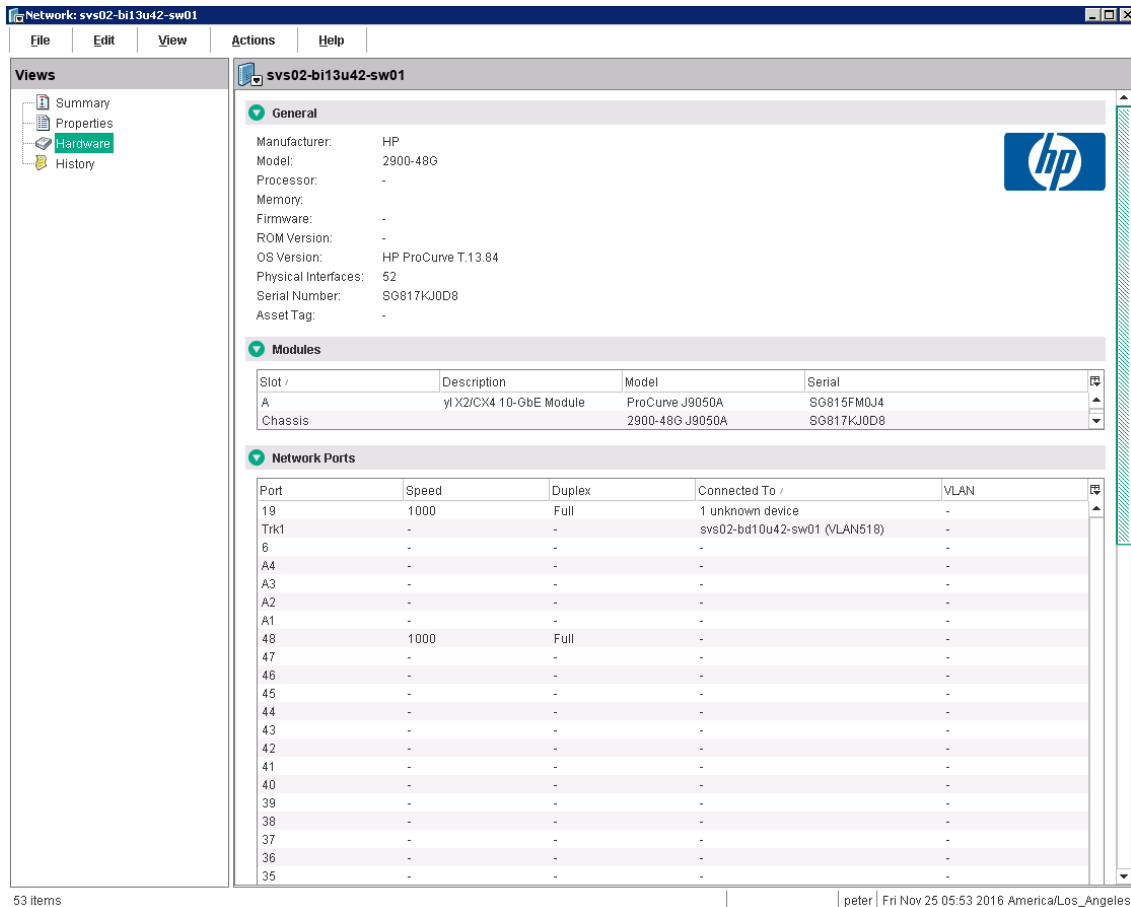 Network: svs02-bi13u42-sw01
File Edit View Actions Help
Views
Summary
Properties
Hardware
History
svs02-bi13u42-sw01
General
hp
Manufacturer: HP
Model: 2900-48G
Processor: -
Memory:
Firmware: -
ROM Version: -
OS Version: HP ProCurve T.13.84
Physical Interfaces: 52
Serial Number: SG817KJ0D8
Asset Tag: -
Modules
Slot / Description Model Serial
A yl X2/CX4 10-GbE Module ProCurve J9050A SG815FM0J4
Chassis 2900-48G J9050A SG817KJ0D8
Network Ports
Port Speed Duplex Connected To / VLAN
19 1000 Full 1 unknown device -
Trk1 - - svs02-bd10u42-sw01 (VLAN518) -
6 - - - -
A4 - - - -
A3 - - - -
A2 - - - -
A1 - - - -
48 1000 Full - -
47 - - - -
46 - - - -
45 - - - -
44 - - - -
43 - - - -
42 - - - -
41 - - - -
40 - - - -
39 - - - -
38 - - - -
37 - - - -
36 - - - -
35 - - - -
53 items
peter Fri Nov 25 05:53 2016 America/Los_Angeles